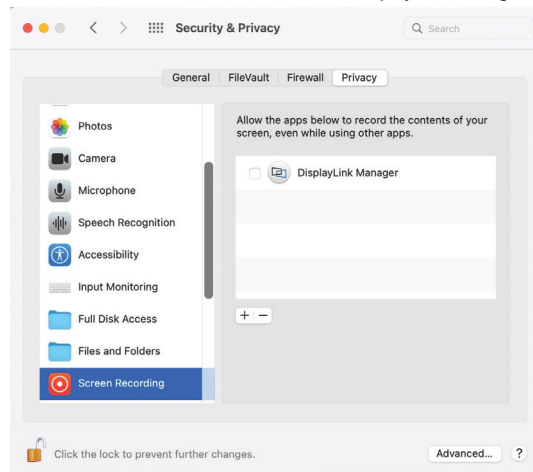 Security & Privacy
Search
General FileVault Firewall Privacy
Photos
Camera
Microphone
Speech Recognition
Accessibility
Input Monitoring
Full Disk Access
Files and Folders
Screen Recording
Allow the apps below to record the contents of your
screen, even while using other apps.
DisplayLink Manager
+ −
Click the lock to prevent further changes.
Advanced... ?